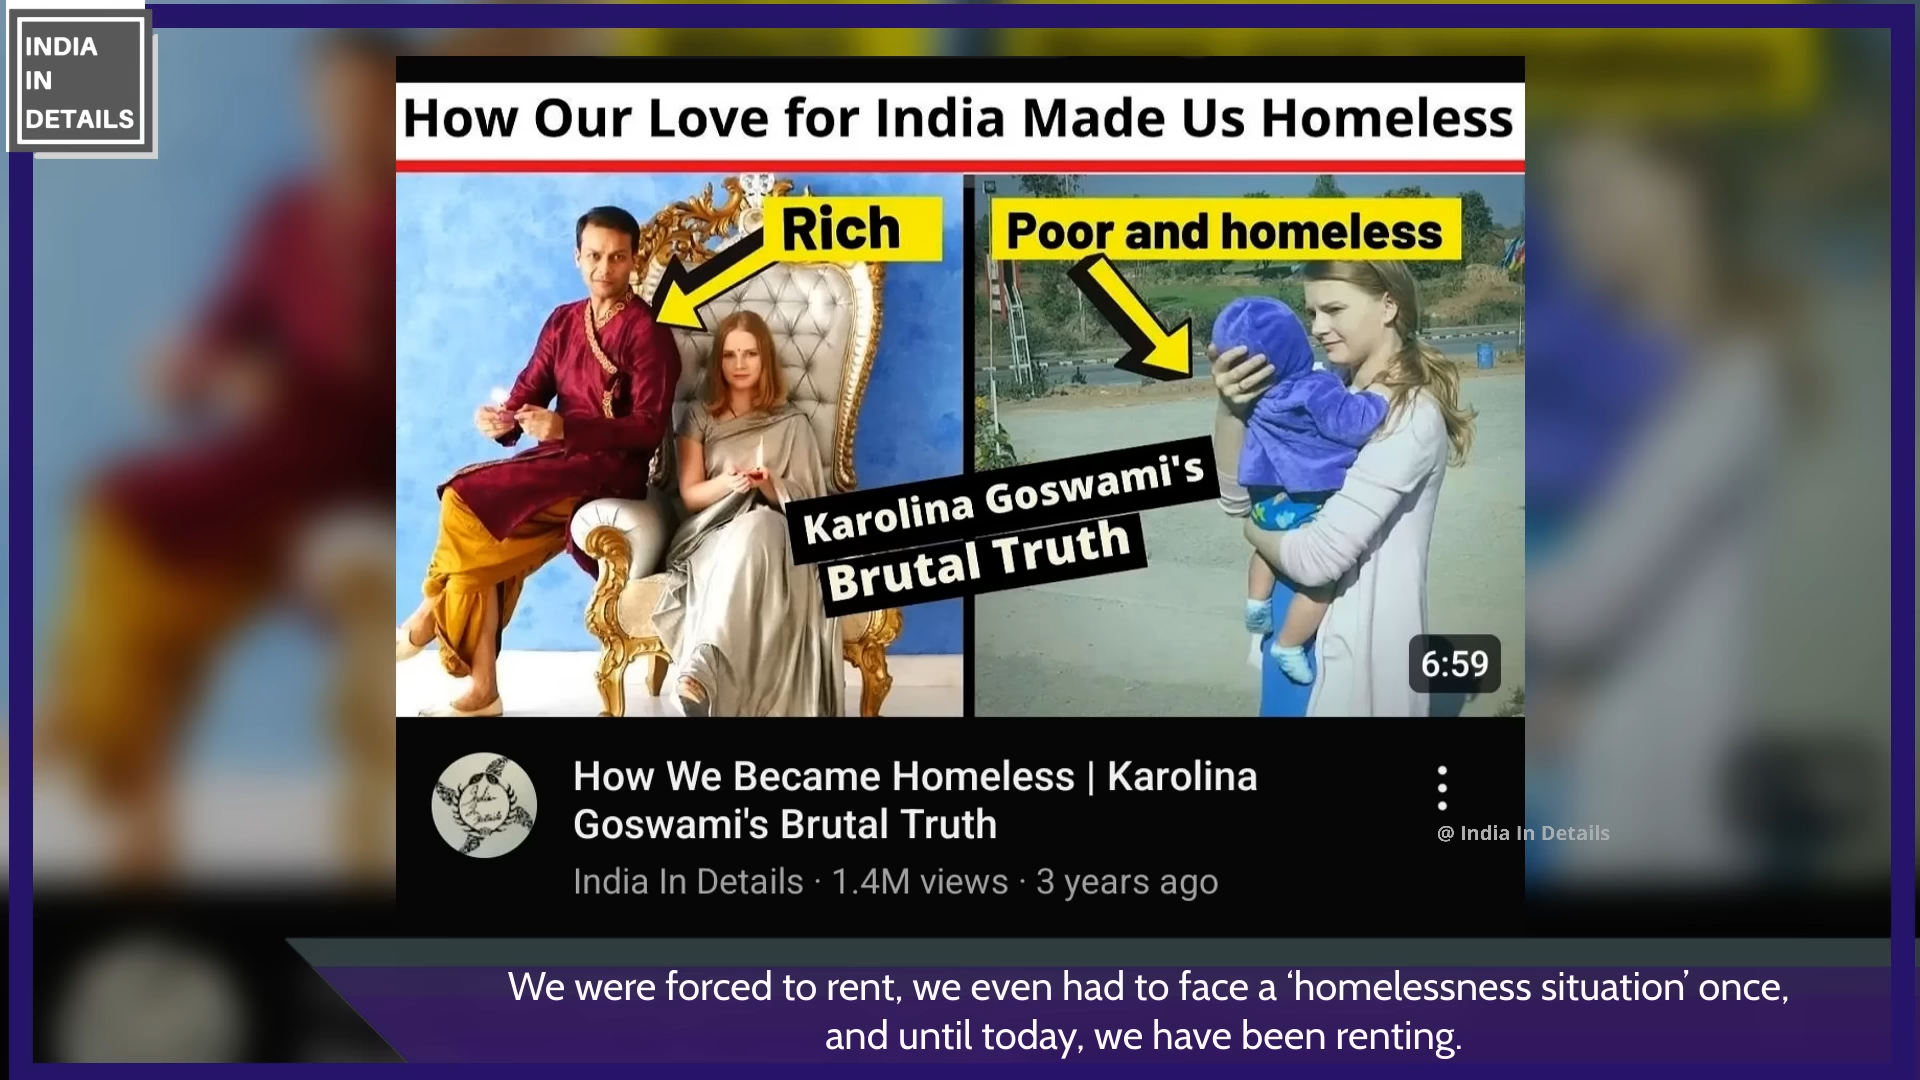 INDIA
IN
DETAILS
How Our Love for India Made Us Homeless
Rich
Poor and homeless
Karolina Goswami's
Brutal Truth
6:59
How We Became Homeless | Karolina
Goswami's Brutal Truth
India In Details · 1.4M views · 3 years ago
@ India In Details
We were forced to rent, we even had to face a ‘homelessness situation’ once,
and until today, we have been renting.